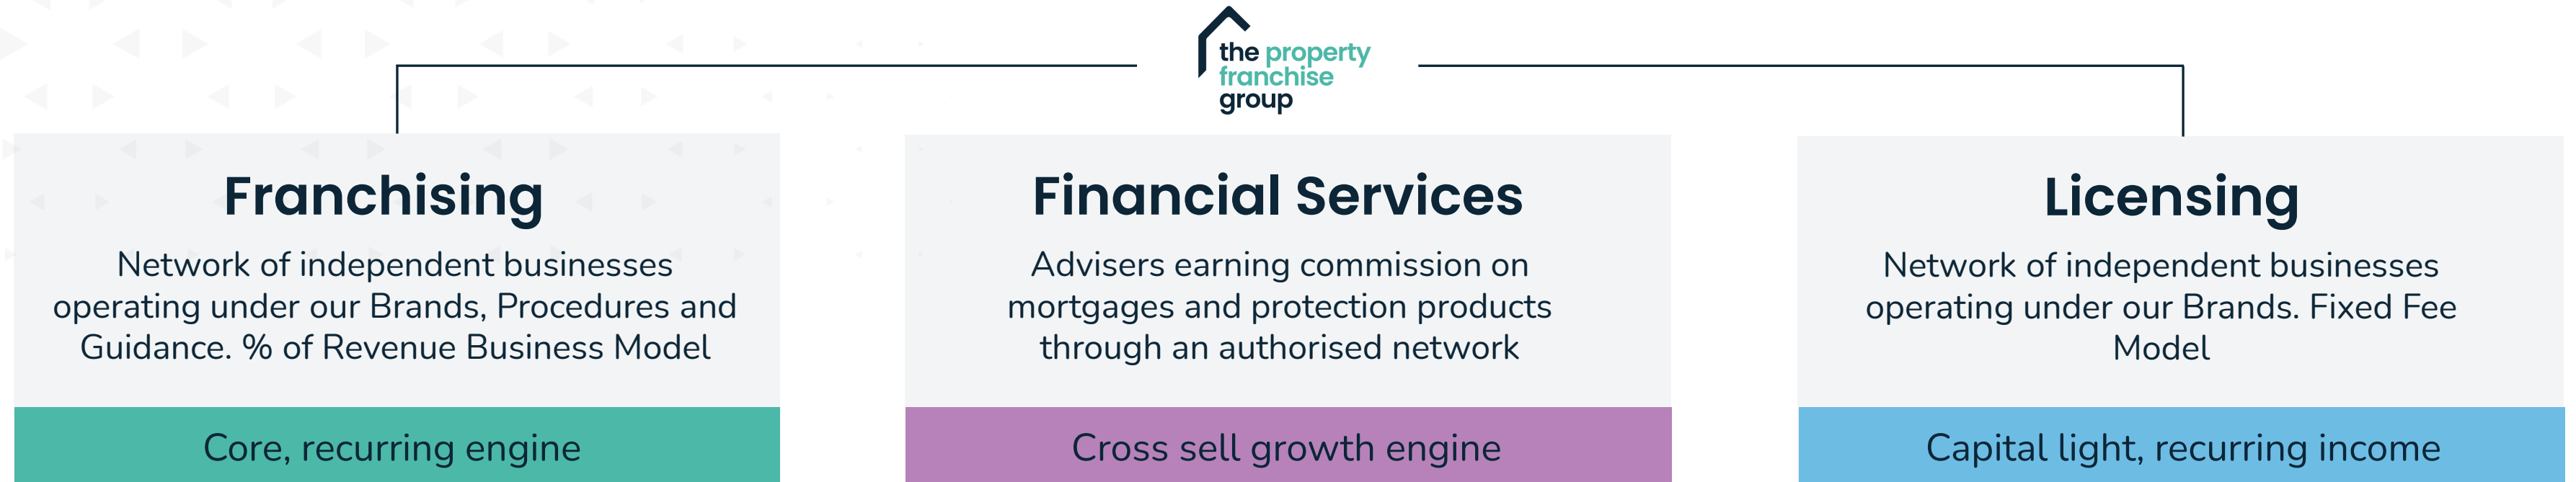 the property
franchise
group
Franchising
Network of independent businesses
operating under our Brands, Procedures and
Guidance. % of Revenue Business Model
Core, recurring engine
Financial Services
Advisers earning commission on
mortgages and protection products
through an authorised network
Cross sell growth engine
Licensing
Network of independent businesses
operating under our Brands. Fixed Fee
Model
Capital light, recurring income